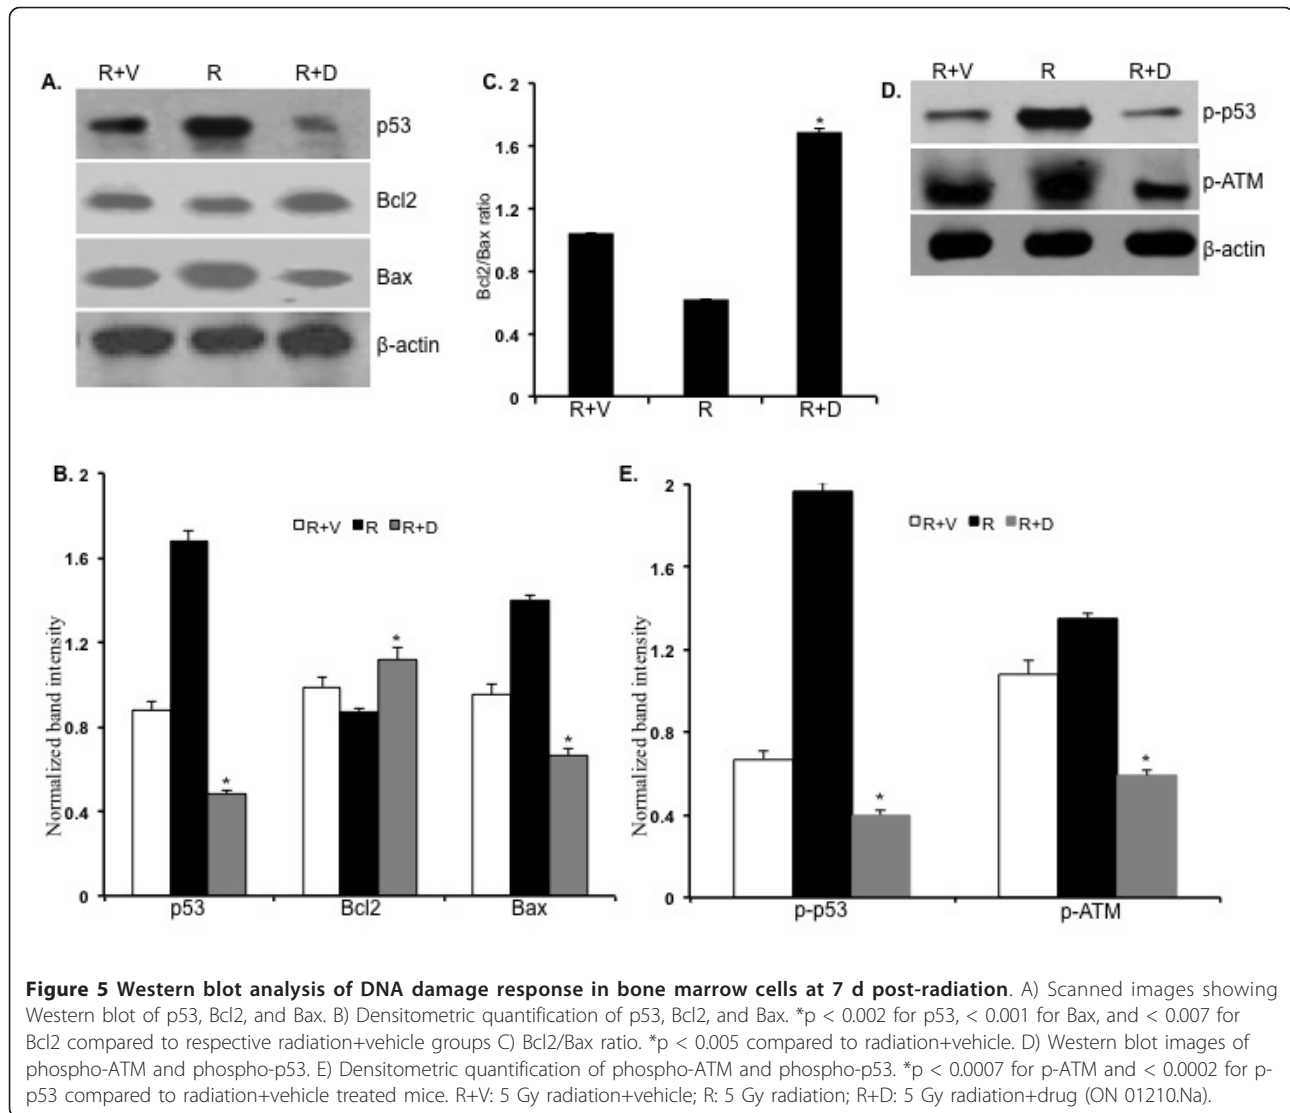 A.
R+V R R+D
p53
Bcl2
Bax
β-actin
C.
2
1.6
1.2
0.8
0.4
0
Bcl2/Bax ratio
*
R+V R R+D
D.
R+V R R+D
p-p53
p-ATM
β-actin
B.
2
1.6
1.2
0.8
0.4
0
Normalized band intensity
R+V R R+D
* * *
p53 Bcl2 Bax
E.
2
1.6
1.2
0.8
0.4
0
Normalized band intensity
R+V R R+D
* *
p-p53 p-ATM
Figure 5 Western blot analysis of DNA damage response in bone marrow cells at 7 d post-radiation. A) Scanned images showing
Western blot of p53, Bcl2, and Bax. B) Densitometric quantification of p53, Bcl2, and Bax. *p < 0.002 for p53, < 0.001 for Bax, and < 0.007 for
Bcl2 compared to respective radiation+vehicle groups C) Bcl2/Bax ratio. *p < 0.005 compared to radiation+vehicle. D) Western blot images of
phospho-ATM and phospho-p53. E) Densitometric quantification of phospho-ATM and phospho-p53. *p < 0.0007 for p-ATM and < 0.0002 for p-
p53 compared to radiation+vehicle treated mice. R+V: 5 Gy radiation+vehicle; R: 5 Gy radiation; R+D: 5 Gy radiation+drug (ON 01210.Na).